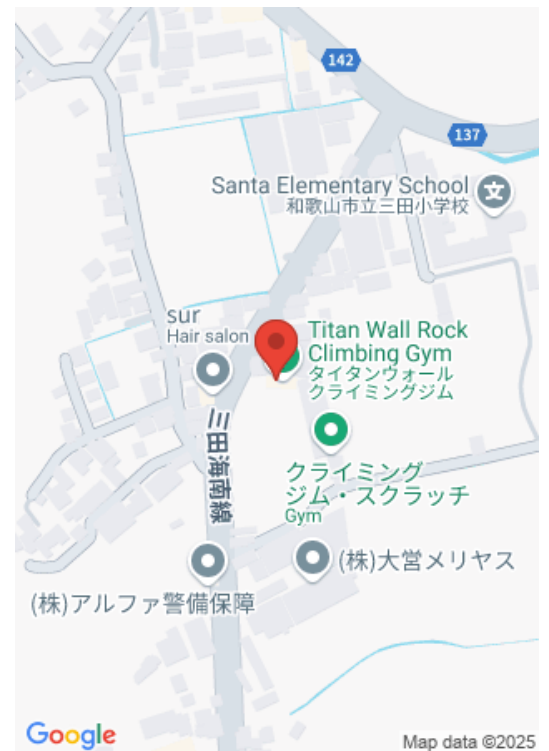 142
137
Santa Elementary School
和歌山市立三田小学校
文
sur
Hair salon
Titan Wall Rock
Climbing Gym
タイタンウォール
クライミングジム
三田海南線
クライミング
ジム・スクラッチ
Gym
(株)大営メリヤス
(株)アルファ警備保障
Google
Map data ©2025